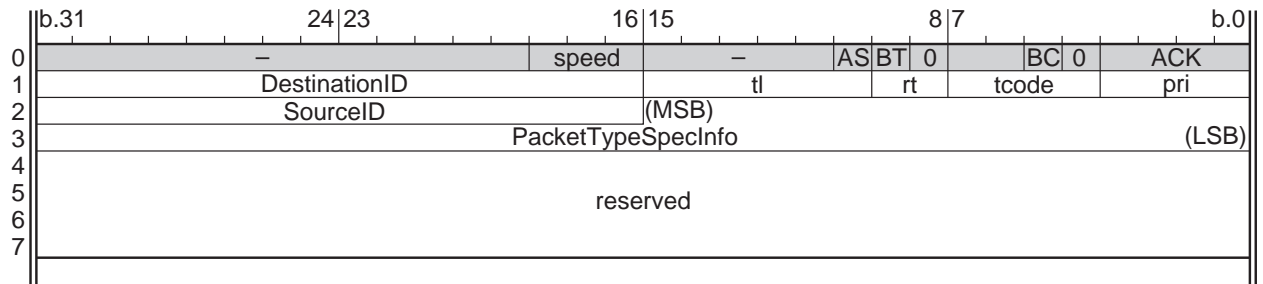 b.31 24 23 16 15 8 7 b.0
0 – speed – AS BT 0 BC 0 ACK
1 DestinationID tl rt tcode pri
2 SourceID (MSB)
3 PacketTypeSpecInfo (LSB)
4
5 reserved
6
7